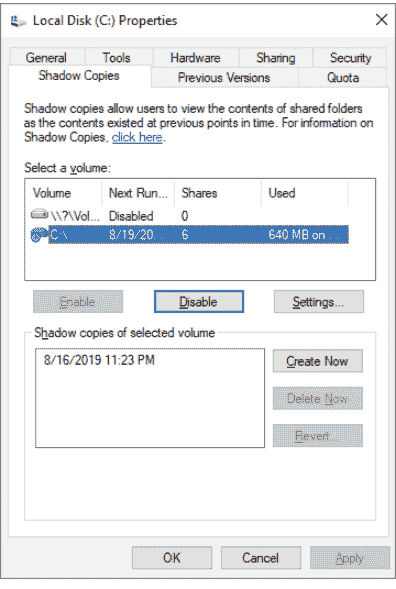 Local Disk (C:) Properties
General Tools Hardware Sharing Security
Shadow Copies Previous Versions Quota
Shadow copies allow users to view the contents of shared folders
as the contents existed at previous points in time. For information on
Shadow Copies, click here.
Select a volume:
Volume Next Run... Shares Used
\\?\Vol... Disabled 0
C:\ 8/19/20... 6 640 MB on ...
Enable Disable Settings...
Shadow copies of selected volume
8/16/2019 11:23 PM
Create Now
Delete Now
Revert...
OK Cancel Apply